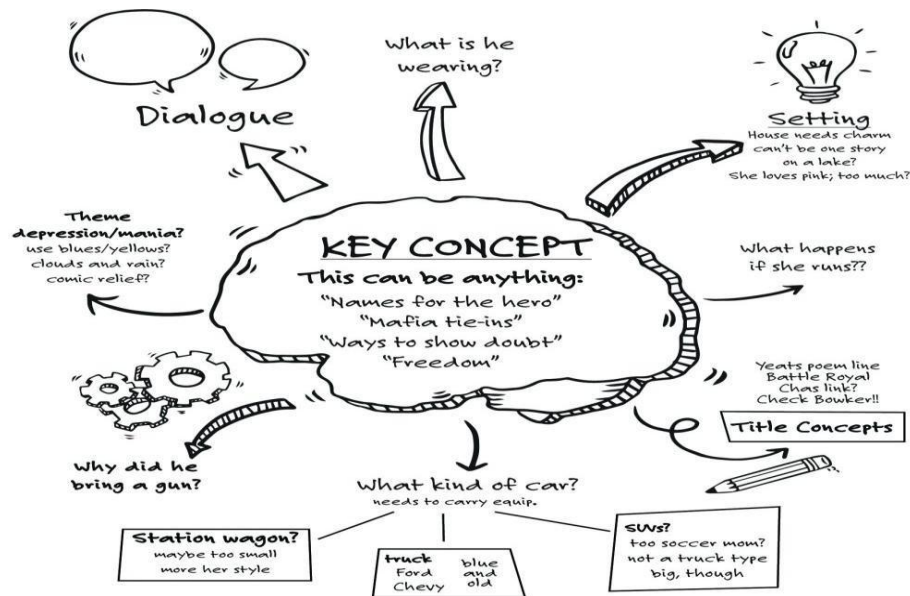 What is he
wearing?
Dialogue
Setting
House needs charm
can't be one story
on a lake?
She loves pink; too much?
Theme
depression/mania?
use blues/yellows?
clouds and rain?
comic relief?
KEY CONCEPT
This can be anything:
"Names for the hero"
"Mafia tie-ins"
"Ways to show doubt"
"Freedom"
What happens
if she runs??
Yeats poem line
Battle Royal
Chas link?
Check Bowker!!
Title Concepts
Why did he
bring a gun?
What kind of car?
needs to carry equip.
Station wagon?
maybe too small
more her style
truck
Ford
Chevy
blue
and
old
SUVs?
too soccer mom?
not a truck type
big, though